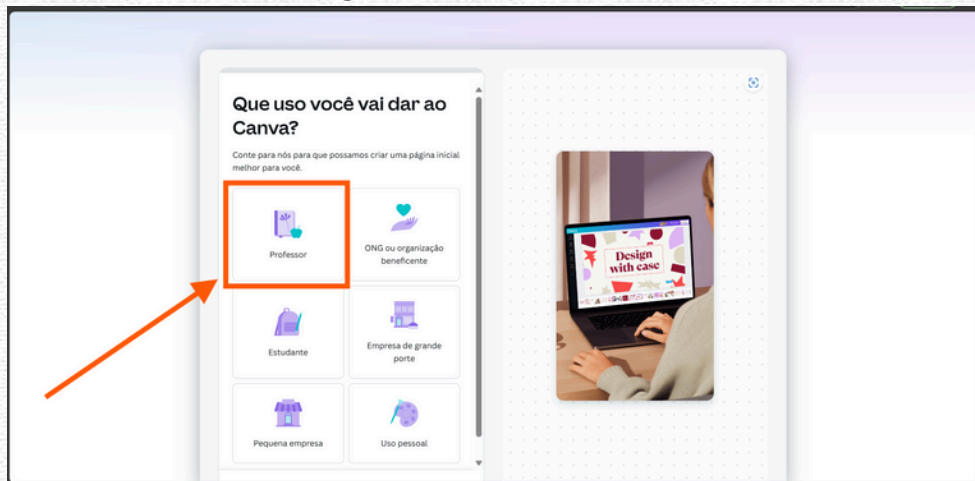 Que uso você vai dar ao
Canva?
Conte para nós para que possamos criar uma página inicial
melhor para você.
Professor
ONG ou organização
beneficente
Estudante
Empresa de grande
porte
Pequena empresa
Uso pessoal
Design
with ease